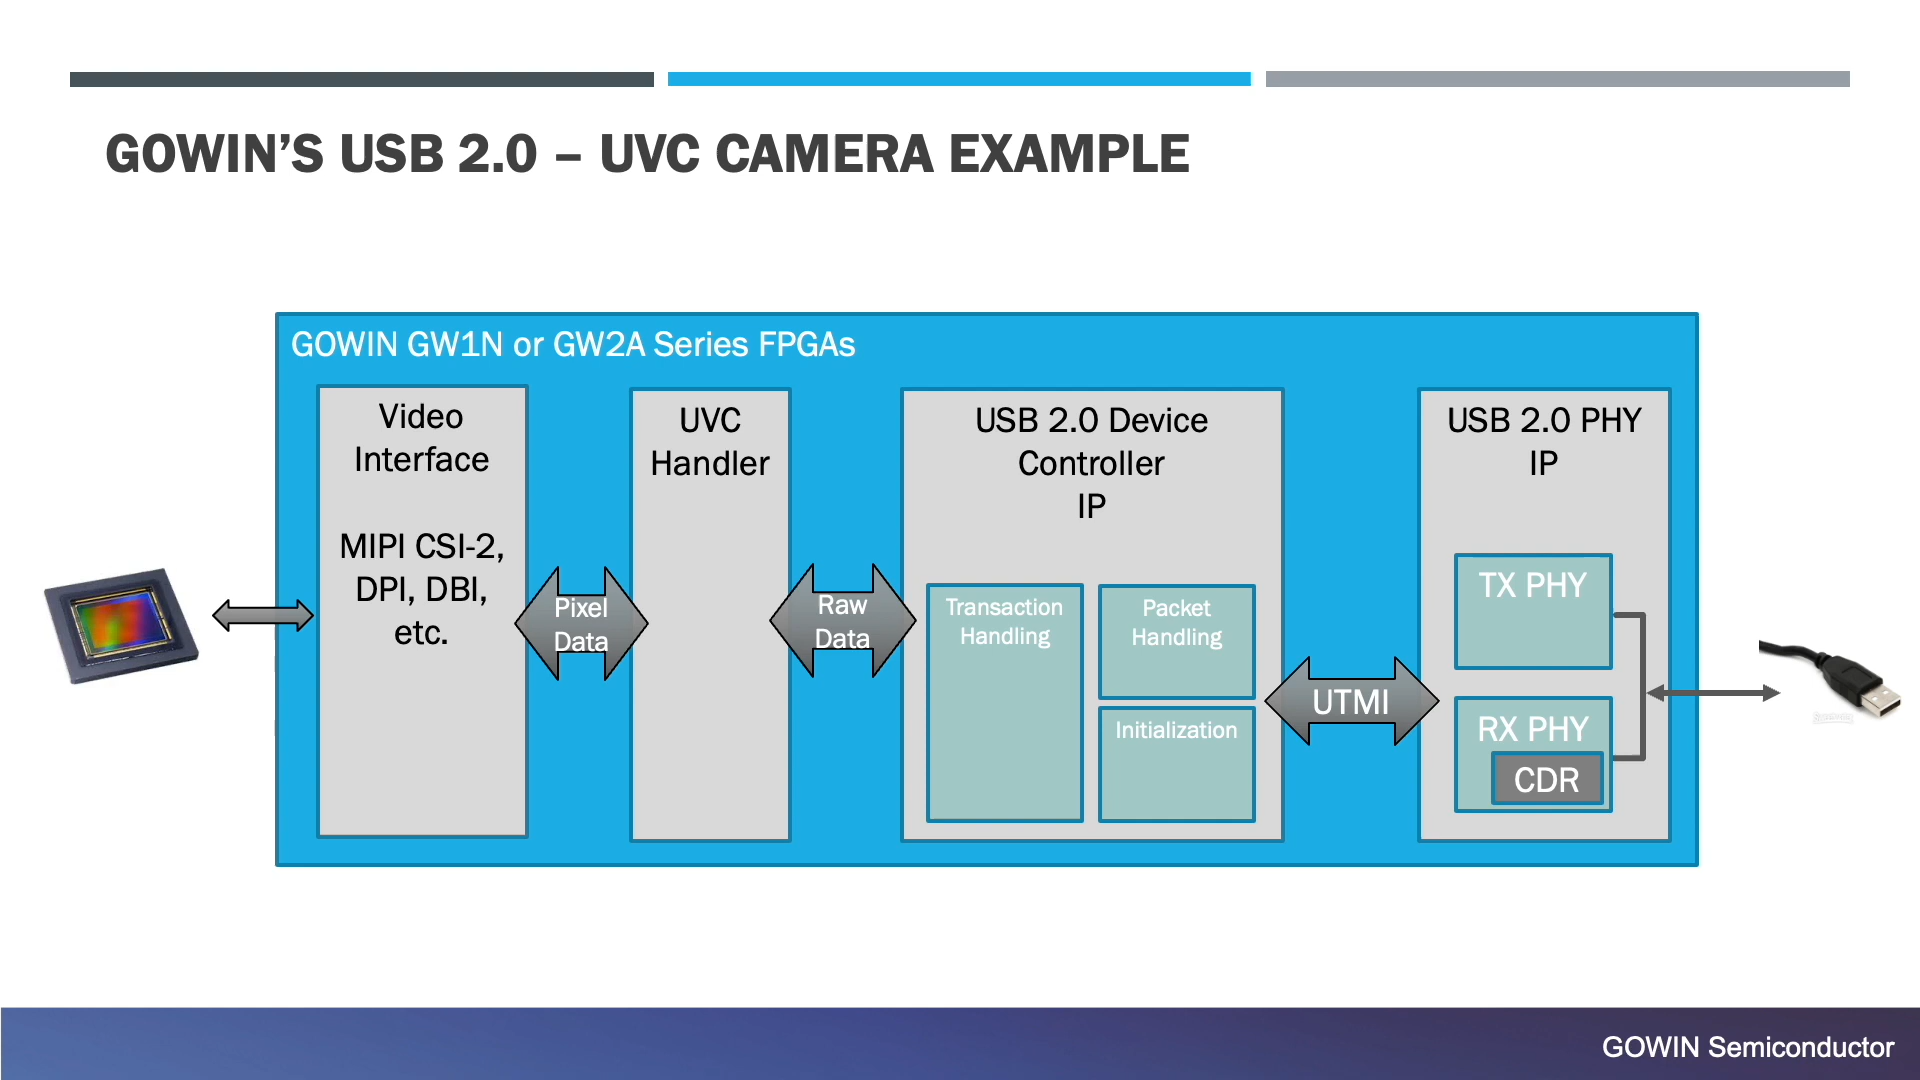 GOWIN’S USB 2.0 – UVC CAMERA EXAMPLE
GOWIN GW1N or GW2A Series FPGAs
Video
Interface
MIPI CSI-2,
DPI, DBI,
etc.
Pixel
Data
UVC
Handler
Raw
Data
USB 2.0 Device
Controller
IP
Transaction
Handling
Packet
Handling
Initialization
UTMI
USB 2.0 PHY
IP
TX PHY
RX PHY
CDR
GOWIN Semiconductor